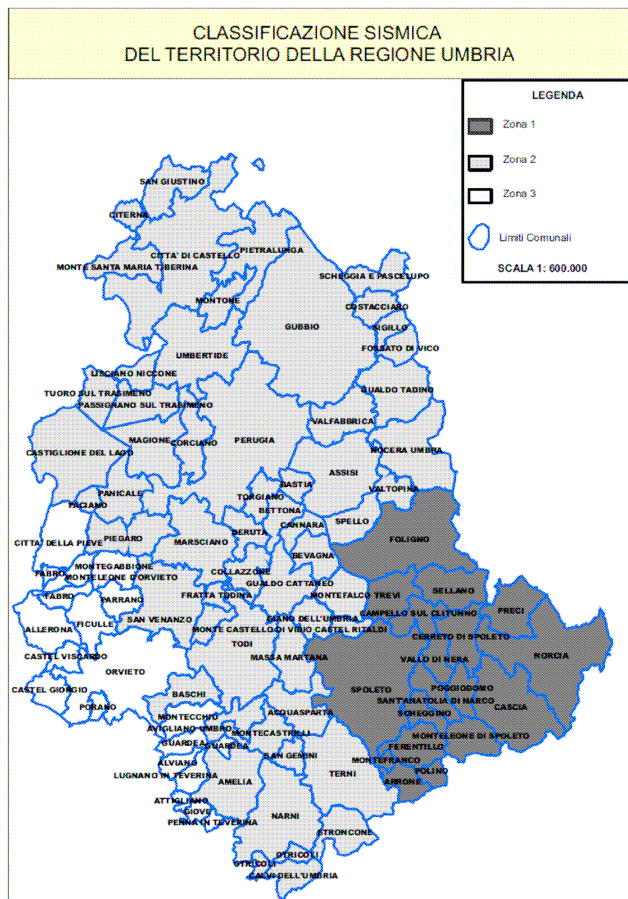 CLASSIFICAZIONE SISMICA
DEL TERRITORIO DELLA REGIONE UMBRIA
LEGENDA
Zona 1
Zona 2
Zona 3
Limiti Comunali
SCALA 1: 600.000
SAN GIUSTINO
CITERNA
PIETRALUNGA
CITTA' DI CASTELLO
MONTE SANTA MARIA TIBERINA
SCHEGGIA E PASCELUPO
MONTONE
COSTACCIARO
GUBBIO
SIGILLO
FOSSATO DI VICO
UMBERTIDE
LISCIANO NICCONE
GUALDO TADINO
TUORO SUL TRASIMENO
PASSIGNANO SUL TRASIMENO
VALFABBRICA
MAGIONE
CORCIANO
PERUGIA
NOCERA UMBRA
CASTIGLIONE DEL LAGO
ASSISI
BASTIA
VALTOPINA
PANICALE
TORGIANO
PACIANO
BETTONA
CANNARA
SPELLO
DERUTA
CITTA' DELLA PIEVE
PIEGARO
MARSCIANO
FOLIGNO
BEVAGNA
MONTEGABBIONE
COLLAZZONE
FABRO
MONTELEONE D'ORVIETO
GUALDO CATTANEO
SELLANO
FABRO
PARRANO
FRATTA TODINA
MONTEFALCO
TREVI
PRECI
FICULLE
SAN VENANZO
GIANO DELL'UMBRIA
CAMPELLO SUL CLITUNNO
ALLERONA
MONTE CASTELLO DI VIBIO
CASTEL RITALDI
CERRETO DI SPOLETO
TODI
CASTEL VISCARDO
MASSA MARTANA
VALLO DI NERA
NORCIA
ORVIETO
CASTEL GIORGIO
BASCHI
SPOLETO
POGGIODOMO
SANT'ANATOLIA DI NARCO
CASCIA
PORANO
MONTECCHIO
ACQUASPARTA
SCHEGGINO
AVIGLIANO UMBRO
MONTECASTRILLI
MONTELEONE DI SPOLETO
GUARDEA
GUARDEA
FERENTILLO
SAN GEMINI
MONTEFRANCO
ALVIANO
TERNI
POLINO
LUGNANO IN TEVERINA
AMELIA
ARRONE
ATTIGLIANO
GIOVE
NARNI
PENNA IN TEVERINA
STRONCONE
OTRICOLI
OTRICOLI
CALVI DELL'UMBRIA